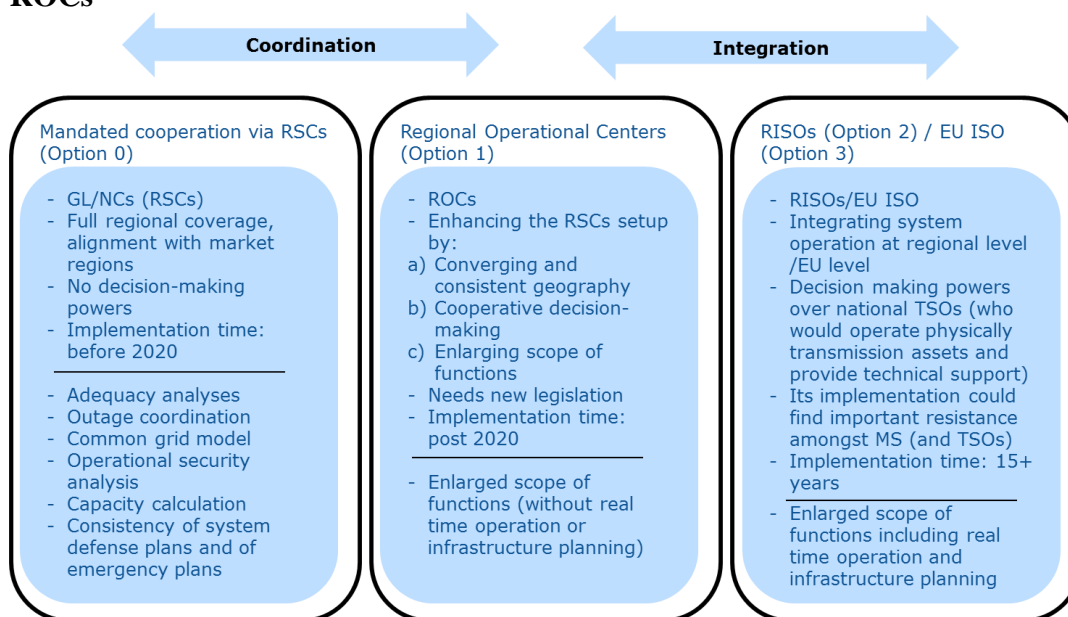 ROCs
Coordination
Integration
Mandated cooperation via RSCs
(Option 0)
- GL/NCs (RSCs)
- Full regional coverage,
alignment with market
regions
- No decision-making
powers
- Implementation time:
before 2020
- Adequacy analyses
- Outage coordination
- Common grid model
- Operational security
analysis
- Capacity calculation
- Consistency of system
defense plans and of
emergency plans
Regional Operational Centers
(Option 1)
- ROCs
- Enhancing the RSCs setup
by:
a) Converging and
consistent geography
b) Cooperative decision-
making
c) Enlarging scope of
functions
- Needs new legislation
- Implementation time:
post 2020
- Enlarged scope of
functions (without real
time operation or
infrastructure planning)
RISOs (Option 2) / EU ISO
(Option 3)
- RISOs/EU ISO
- Integrating system
operation at regional level
/EU level
- Decision making powers
over national TSOs (who
would operate physically
transmission assets and
provide technical support)
- Its implementation could
find important resistance
amongst MS (and TSOs)
- Implementation time: 15+
years
- Enlarged scope of
functions including real
time operation and
infrastructure planning